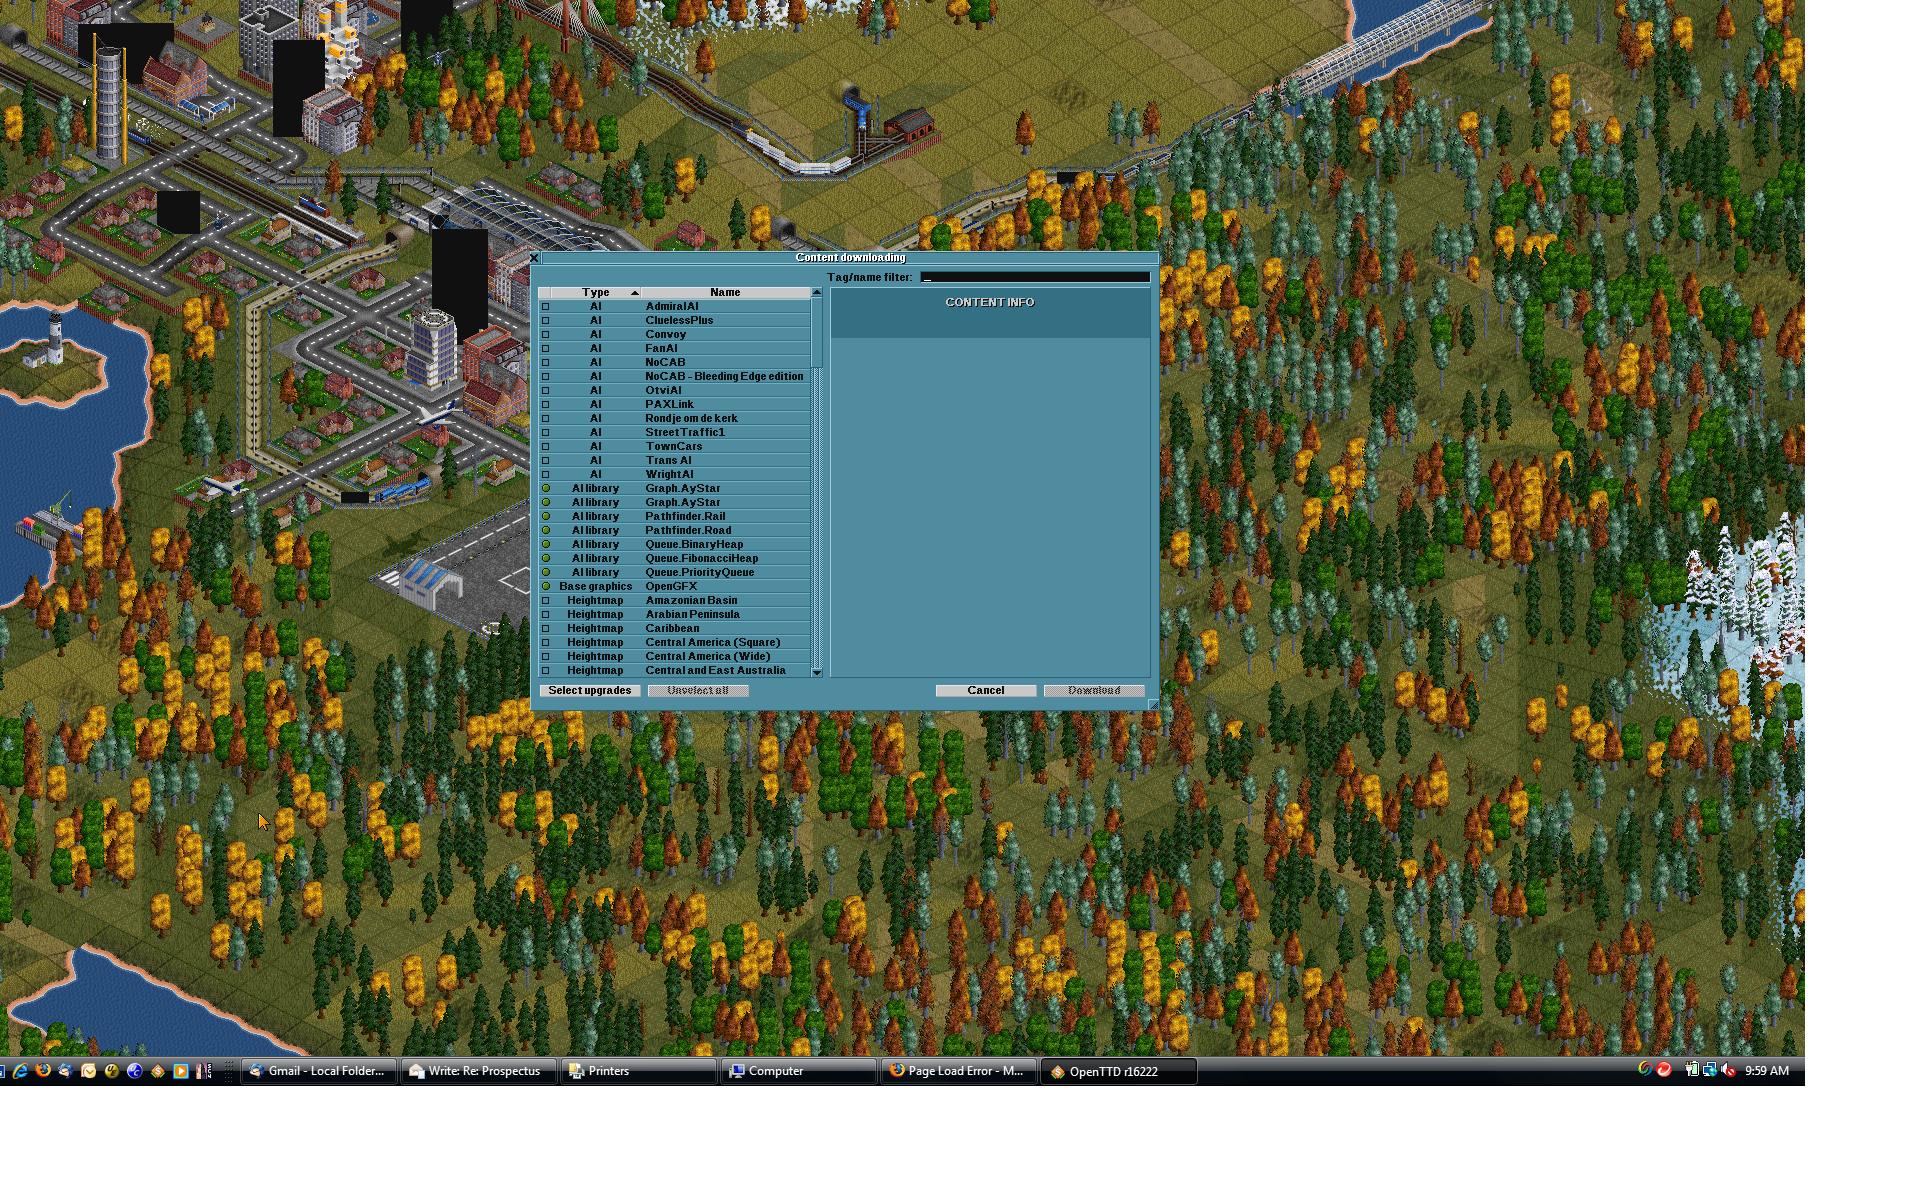 Content downloading
Tag/name filter: _
Type Name
AI AdmiralAI
AI CluelessPlus
AI Convoy
AI FanAI
AI NoCAB
AI NoCAB - Bleeding Edge edition
AI OtviAI
AI PAXLink
AI Rondje om de kerk
AI StreetTraffic1
AI TownCars
AI Trans AI
AI WrightAI
AI library Graph.AyStar
AI library Graph.AyStar
AI library Pathfinder.Rail
AI library Pathfinder.Road
AI library Queue.BinaryHeap
AI library Queue.FibonacciHeap
AI library Queue.PriorityQueue
Base graphics OpenGFX
Heightmap Amazonian Basin
Heightmap Arabian Peninsula
Heightmap Caribbean
Heightmap Central America (Square)
Heightmap Central America (Wide)
Heightmap Central and East Australia
CONTENT INFO
Select upgrades Unselect all Cancel Download
Gmail - Local Folder... Write: Re: Prospectus Printers Computer Page Load Error - M... OpenTTD r16222 9:59 AM